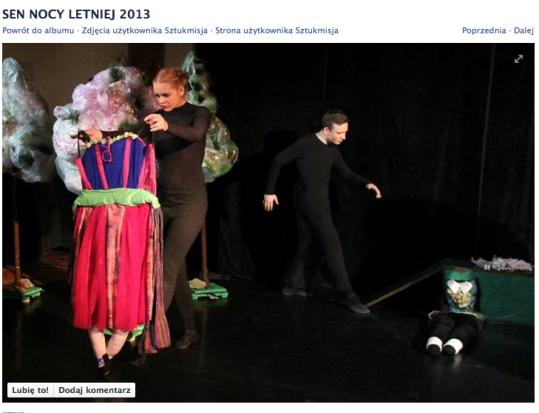 SEN NOCY LETNIEJ 2013
Powrót do albumu · Zdjęcia użytkownika Sztukmisja · Strona użytkownika Sztukmisja Poprzednia · Dalej
Lubię to! Dodaj komentarz